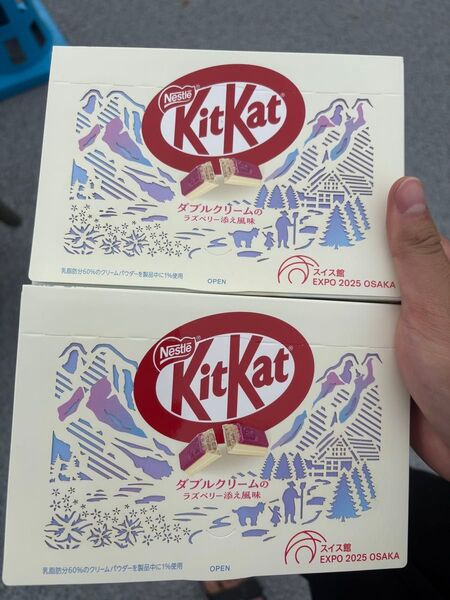 Nestlé
KitKat
ダブルクリームの
ラズベリー添え風味
乳脂肪分60%のクリームパウダーを製品中に1%使用
OPEN
スイス館
EXPO 2025 OSAKA
Nestlé
KitKat
ダブルクリームの
ラズベリー添え風味
乳脂肪分60%のクリームパウダーを製品中に1%使用
OPEN
スイス館
EXPO 2025 OSAKA